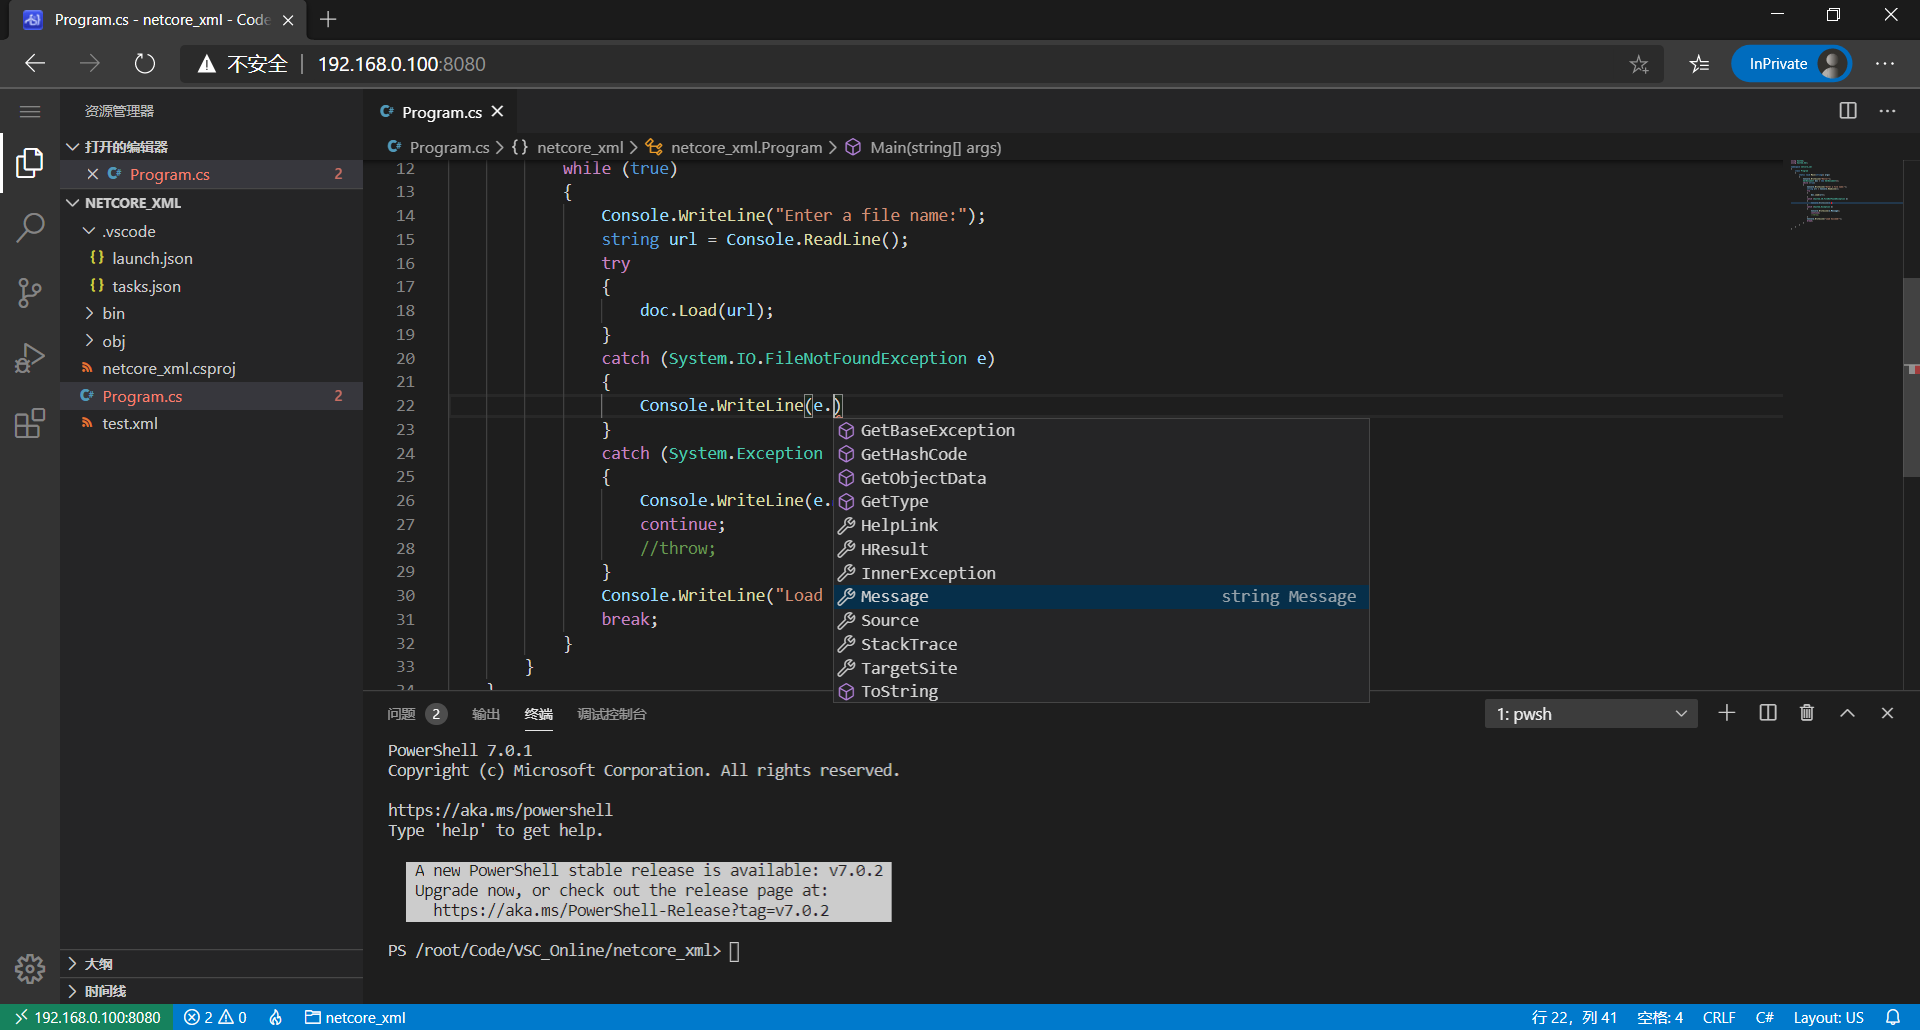 Program.cs - netcore_xml - Code
不安全 192.168.0.100:8080
InPrivate
资源管理器
打开的编辑器
Program.cs 2
NETCORE_XML
.vscode
launch.json
tasks.json
bin
obj
netcore_xml.csproj
Program.cs 2
test.xml
大纲
时间线
Program.cs
Program.cs > {} netcore_xml > netcore_xml.Program > Main(string[] args)
12 while (true)
13 {
14 Console.WriteLine("Enter a file name:");
15 string url = Console.ReadLine();
16 try
17 {
18 doc.Load(url);
19 }
20 catch (System.IO.FileNotFoundException e)
21 {
22 Console.WriteLine(e.)
23 }
24 catch (System.Exception
25 {
26 Console.WriteLine(e.
27 continue;
28 //throw;
29 }
30 Console.WriteLine("Load
31 break;
32 }
33 }
34 }
GetBaseException
GetHashCode
GetObjectData
GetType
HelpLink
HResult
InnerException
Message string Message
Source
StackTrace
TargetSite
ToString
问题 2 输出 终端 调试控制台 1: pwsh
PowerShell 7.0.1
Copyright (c) Microsoft Corporation. All rights reserved.
https://aka.ms/powershell
Type 'help' to get help.
A new PowerShell stable release is available: v7.0.2
Upgrade now, or check out the release page at:
https://aka.ms/PowerShell-Release?tag=v7.0.2
PS /root/Code/VSC_Online/netcore_xml>
192.168.0.100:8080 2 0 netcore_xml 行 22，列 41 空格: 4 CRLF C# Layout: US